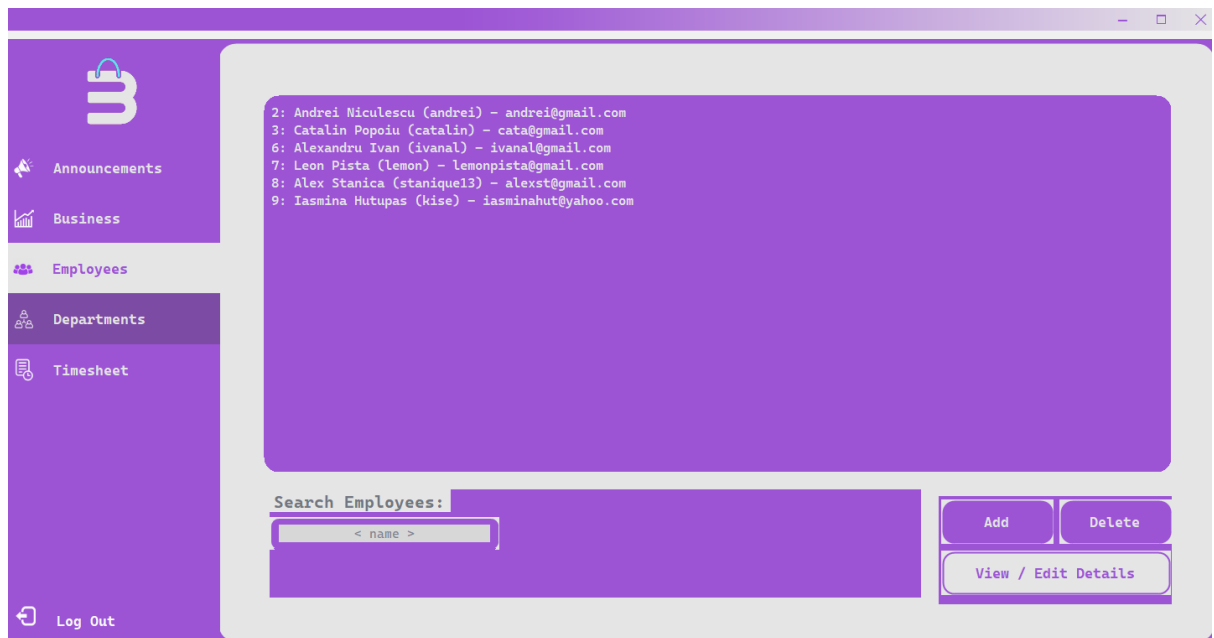 Announcements
Business
Employees
Departments
Timesheet
Log Out
2: Andrei Niculescu (andrei) - andrei@gmail.com
3: Catalin Popoiu (catalin) - cata@gmail.com
6: Alexandru Ivan (ivanal) - ivanal@gmail.com
7: Leon Pista (lemon) - lemonpista@gmail.com
8: Alex Stanica (stanique13) - alexst@gmail.com
9: Iasmina Hutupas (kise) - iasminahut@yahoo.com
Search Employees:
< name >
Add
Delete
View / Edit Details